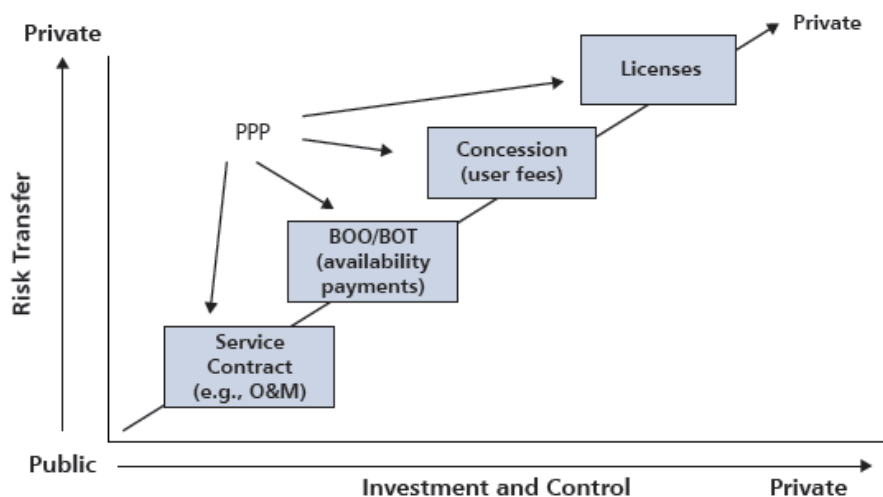 Private
Private
Licenses
PPP
Concession
(user fees)
Risk Transfer
BOO/BOT
(availability
payments)
Service
Contract
(e.g., O&M)
Public
Investment and Control
Private